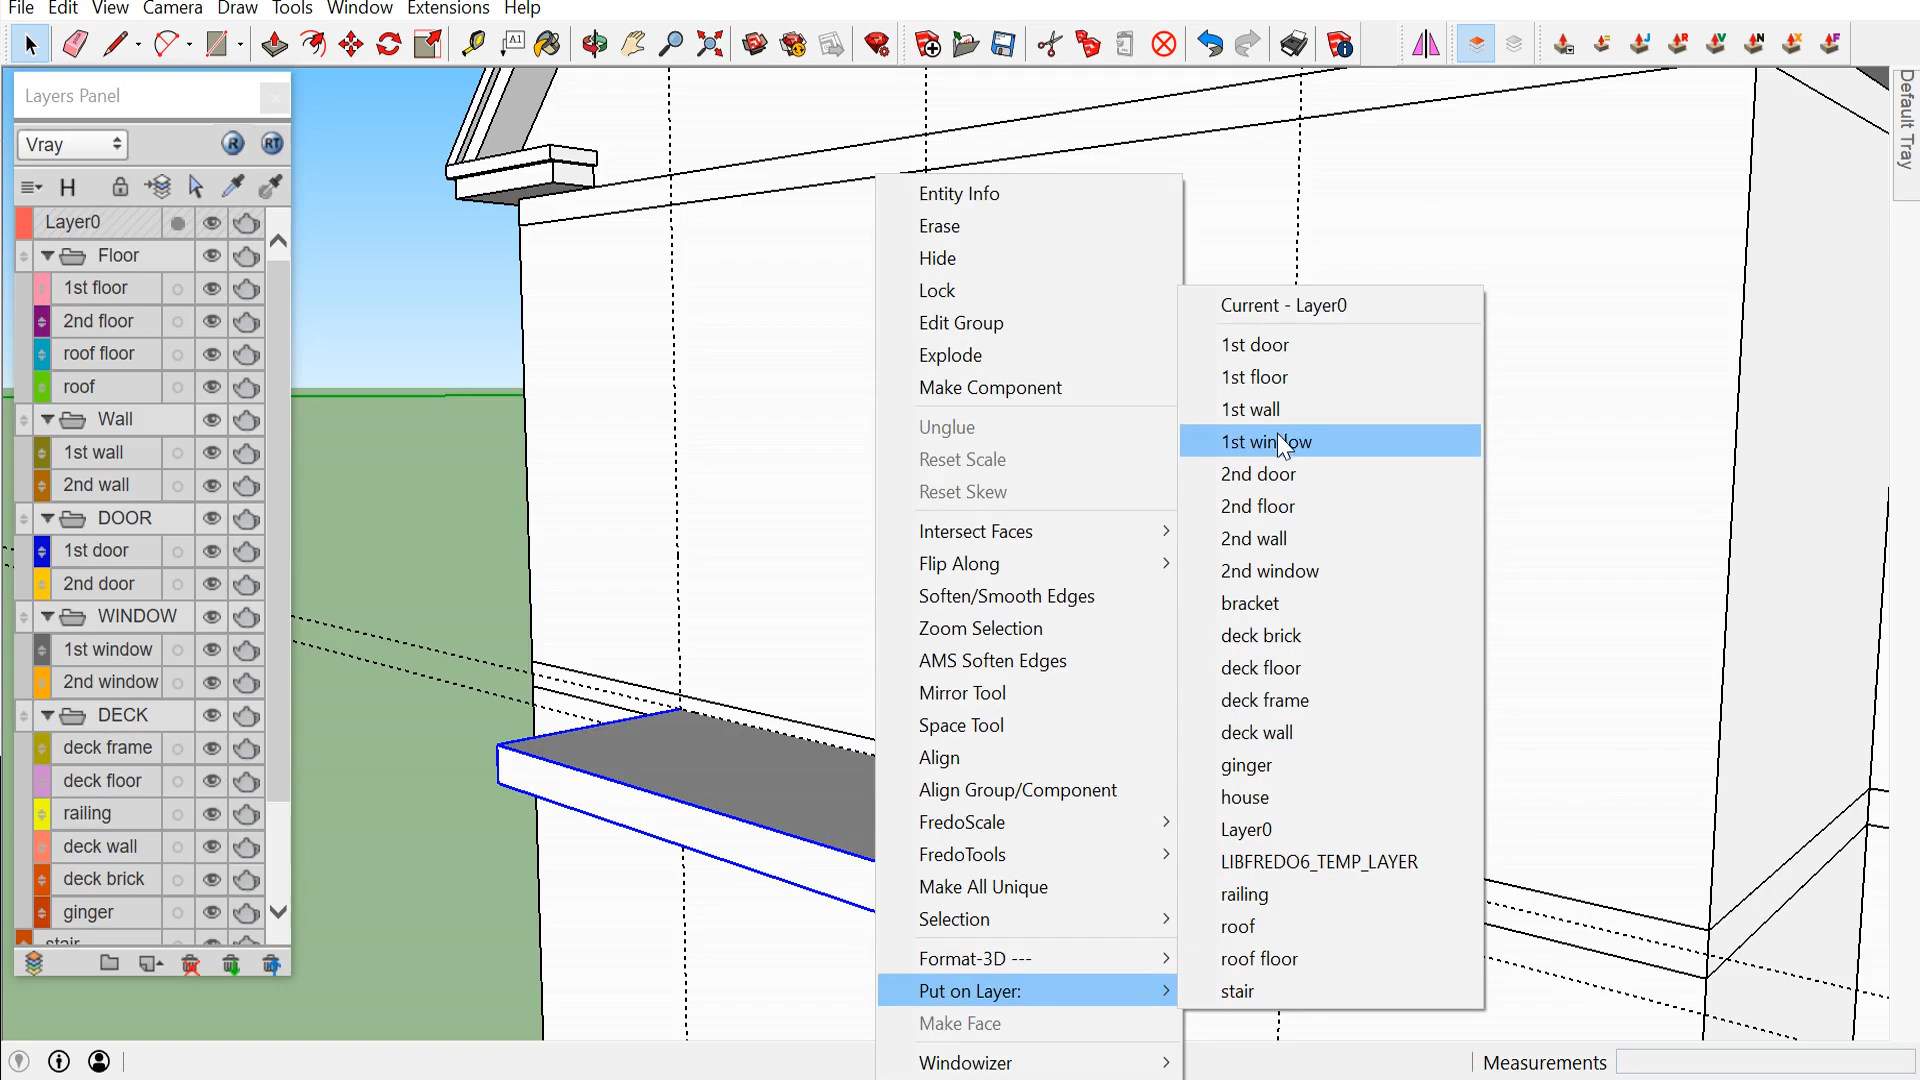 File Edit View Camera Draw Tools Window Extensions Help
A1
J R V N X F
Default Tray
Layers Panel
Vray R RT
H
Layer0
Floor
1st floor
2nd floor
roof floor
roof
Wall
1st wall
2nd wall
DOOR
1st door
2nd door
WINDOW
1st window
2nd window
DECK
deck frame
deck floor
railing
deck wall
deck brick
ginger
stair
Entity Info
Erase
Hide
Lock
Edit Group
Explode
Make Component
Unglue
Reset Scale
Reset Skew
Intersect Faces
Flip Along
Soften/Smooth Edges
Zoom Selection
AMS Soften Edges
Mirror Tool
Space Tool
Align
Align Group/Component
FredoScale
FredoTools
Make All Unique
Selection
Format-3D ---
Put on Layer:
Make Face
Windowizer
Current - Layer0
1st door
1st floor
1st wall
1st window
2nd door
2nd floor
2nd wall
2nd window
bracket
deck brick
deck floor
deck frame
deck wall
ginger
house
Layer0
LIBFREDO6_TEMP_LAYER
railing
roof
roof floor
stair
Measurements